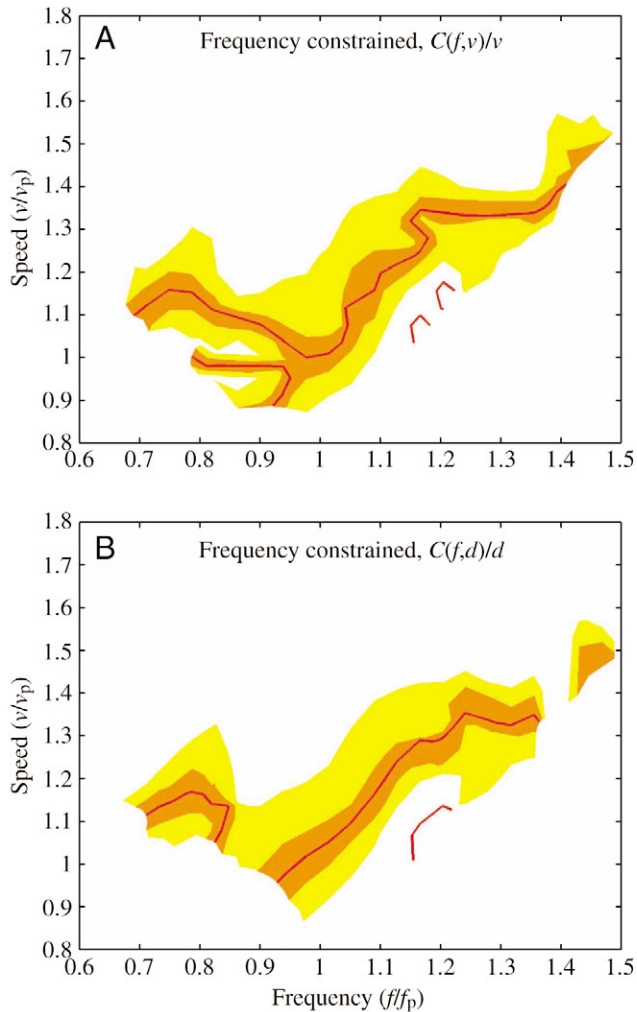 A
Frequency constrained, C(f,v)/v
1.8
1.7
1.6
1.5
1.4
1.3
1.2
1.1
1
0.9
0.8
Speed (v/vp)
0.6 0.7 0.8 0.9 1 1.1 1.2 1.3 1.4 1.5
B
Frequency constrained, C(f,d)/d
1.8
1.7
1.6
1.5
1.4
1.3
1.2
1.1
1
0.9
0.8
Speed (v/vp)
0.6 0.7 0.8 0.9 1 1.1 1.2 1.3 1.4 1.5
Frequency (f/fp)